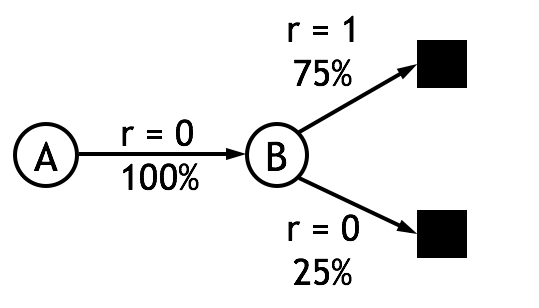 r = 1
75%
A
r = 0
100%
B
r = 0
25%